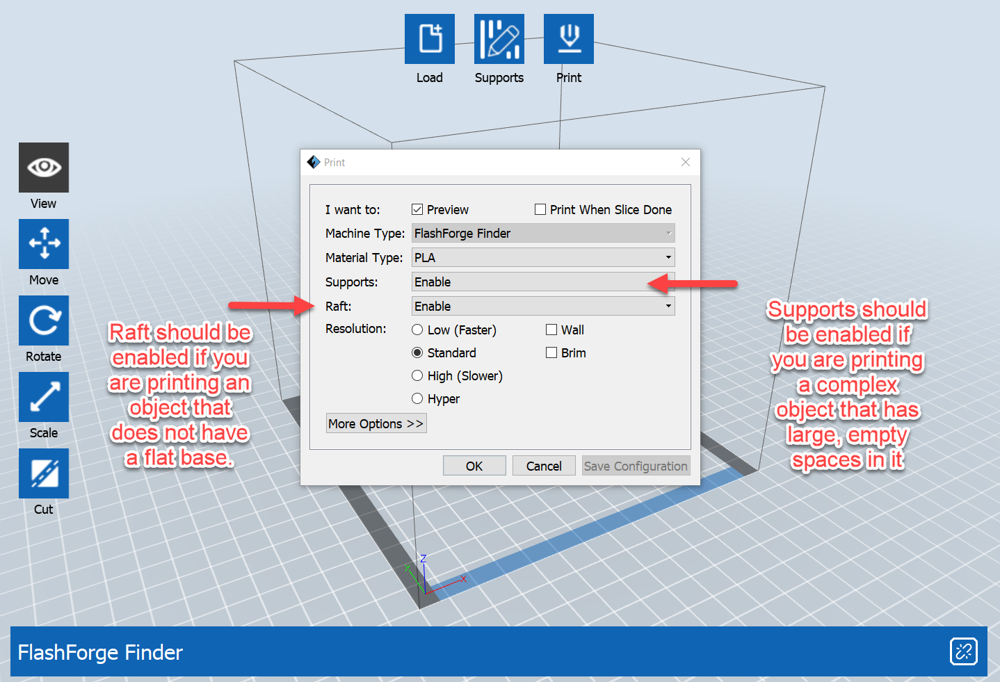 Load
Supports
Print
View
Move
Rotate
Scale
Cut
Print
I want to: Preview Print When Slice Done
Machine Type: FlashForge Finder
Material Type: PLA
Supports: Enable
Raft: Enable
Resolution: Low (Faster) Wall
Standard Brim
High (Slower)
Hyper
More Options >>
OK Cancel Save Configuration
Raft should be
enabled if you
are printing an
object that
does not have
a flat base.
Supports should
be enabled if
you are printing
a complex
object that has
large, empty
spaces in it
Z
Y
X
FlashForge Finder